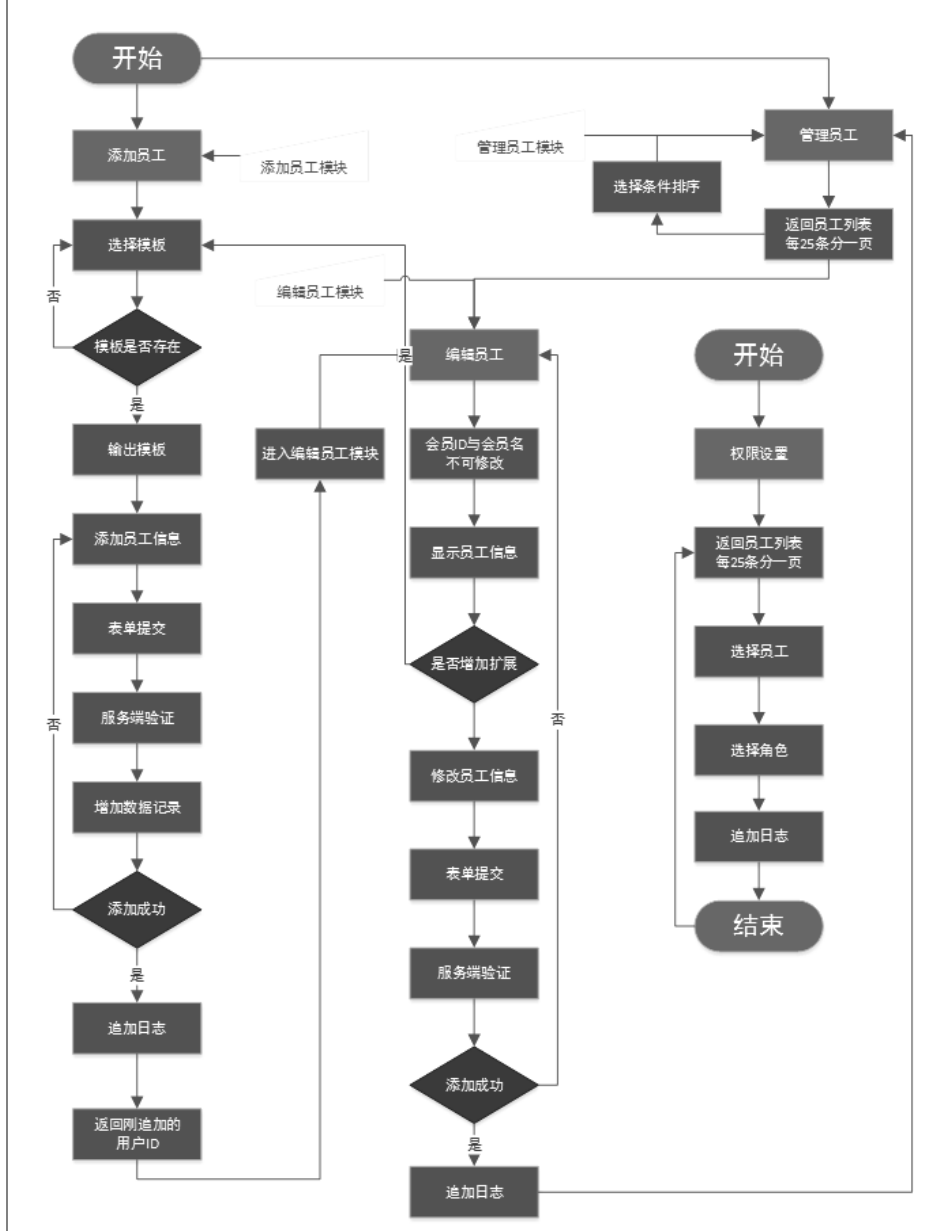 开始
添加员工
添加员工模块
选择模板
否
模板是否存在
是
输出模板
添加员工信息
表单提交
服务端验证
否
增加数据记录
添加成功
是
追加日志
返回刚追加的
用户ID
进入编辑员工模块
管理员工模块
管理员工
选择条件排序
返回员工列表
每25条分一页
编辑员工模块
是
编辑员工
会员ID与会员名
不可修改
显示员工信息
是否增加扩展
否
修改员工信息
表单提交
服务端验证
添加成功
是
追加日志
开始
权限设置
返回员工列表
每25条分一页
选择员工
选择角色
追加日志
结束